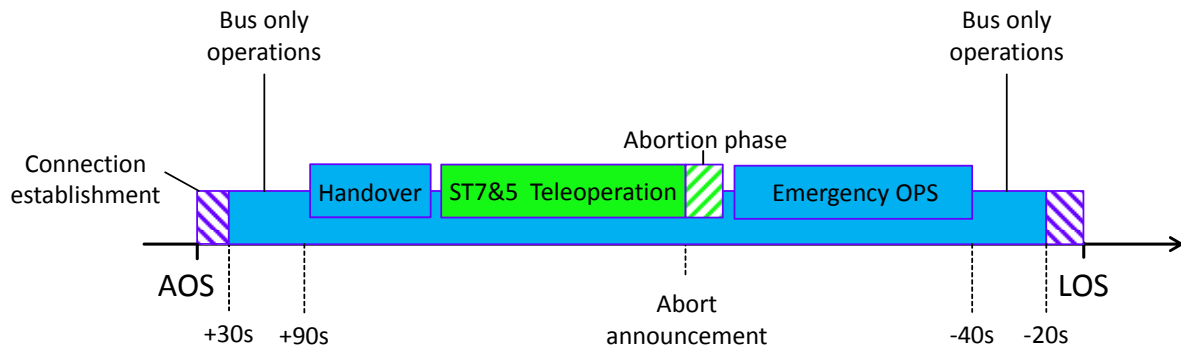 Bus only
operations
Bus only
operations
Connection
establishment
Abortion phase
Handover
ST7&5 Teleoperation
Emergency OPS
AOS
LOS
+30s
+90s
Abort
announcement
-40s
-20s